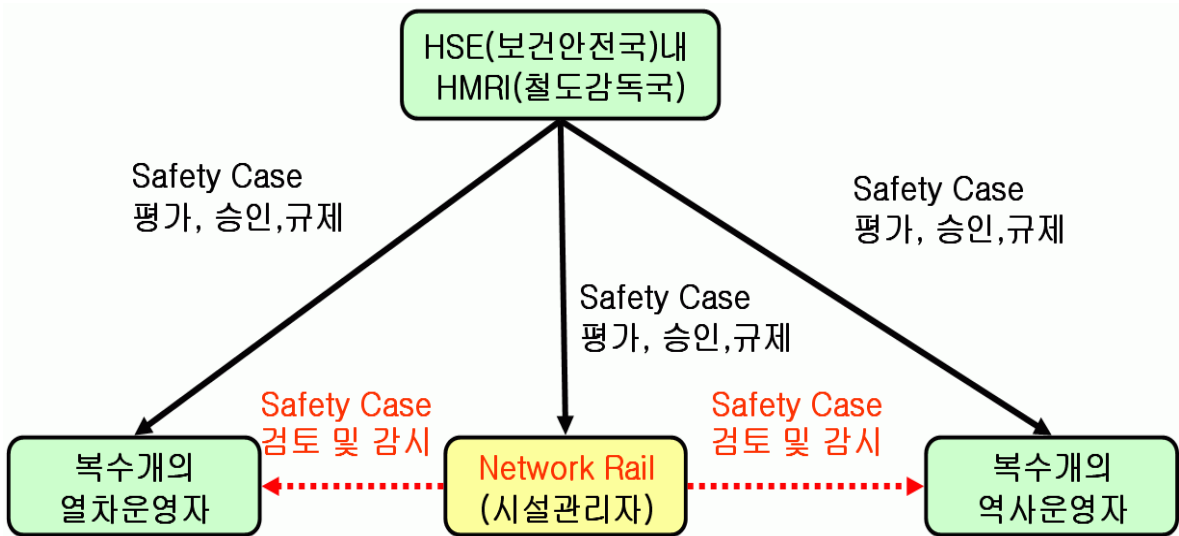 HSE(보건안전국)내
HMRI(철도감독국)
Safety Case
평가, 승인,규제
Safety Case
평가, 승인,규제
Safety Case
평가, 승인,규제
Safety Case
검토 및 감시
Safety Case
검토 및 감시
복수개의
열차운영자
Network Rail
(시설관리자)
복수개의
역사운영자